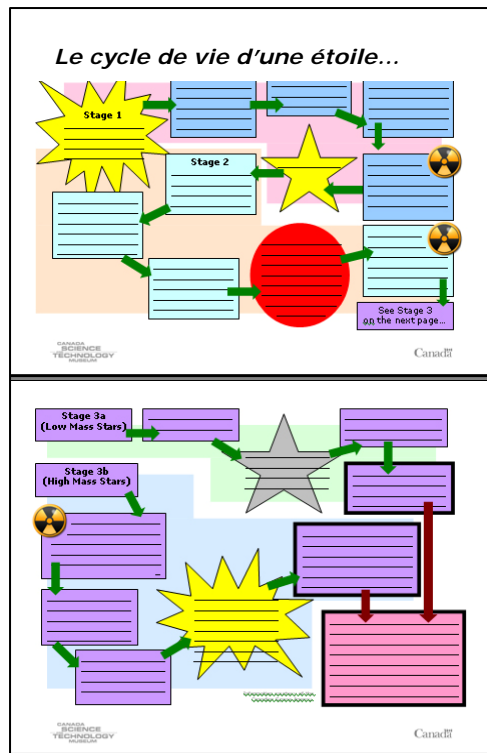 Le cycle de vie d'une étoile...
Stage 1
Stage 2
See Stage 3
on the next page...
CANADA
SCIENCE
TECHNOLOGY
MUSEUM
Canada
Stage 3a
(Low Mass Stars)
Stage 3b
(High Mass Stars)
CANADA
SCIENCE
TECHNOLOGY
MUSEUM
Canada